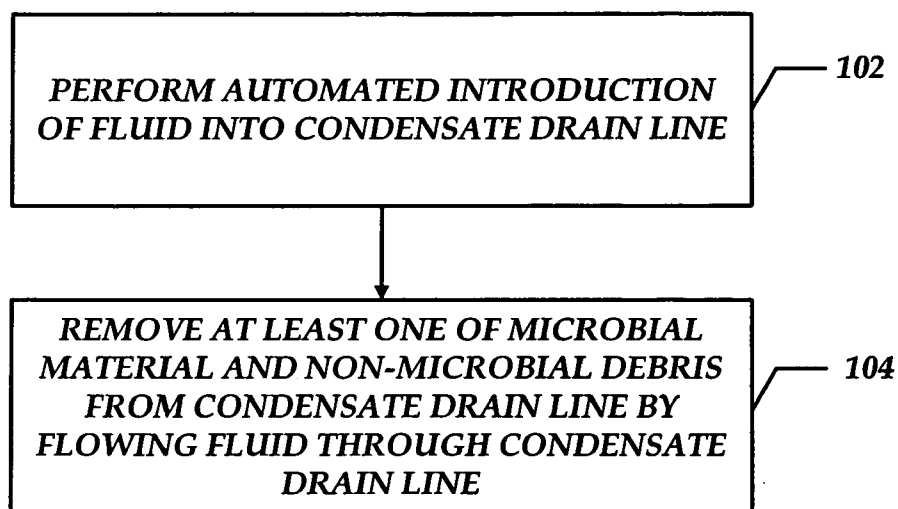 PERFORM AUTOMATED INTRODUCTION
OF FLUID INTO CONDENSATE DRAIN LINE
102
REMOVE AT LEAST ONE OF MICROBIAL
MATERIAL AND NON-MICROBIAL DEBRIS
FROM CONDENSATE DRAIN LINE BY
FLOWING FLUID THROUGH CONDENSATE
DRAIN LINE
104